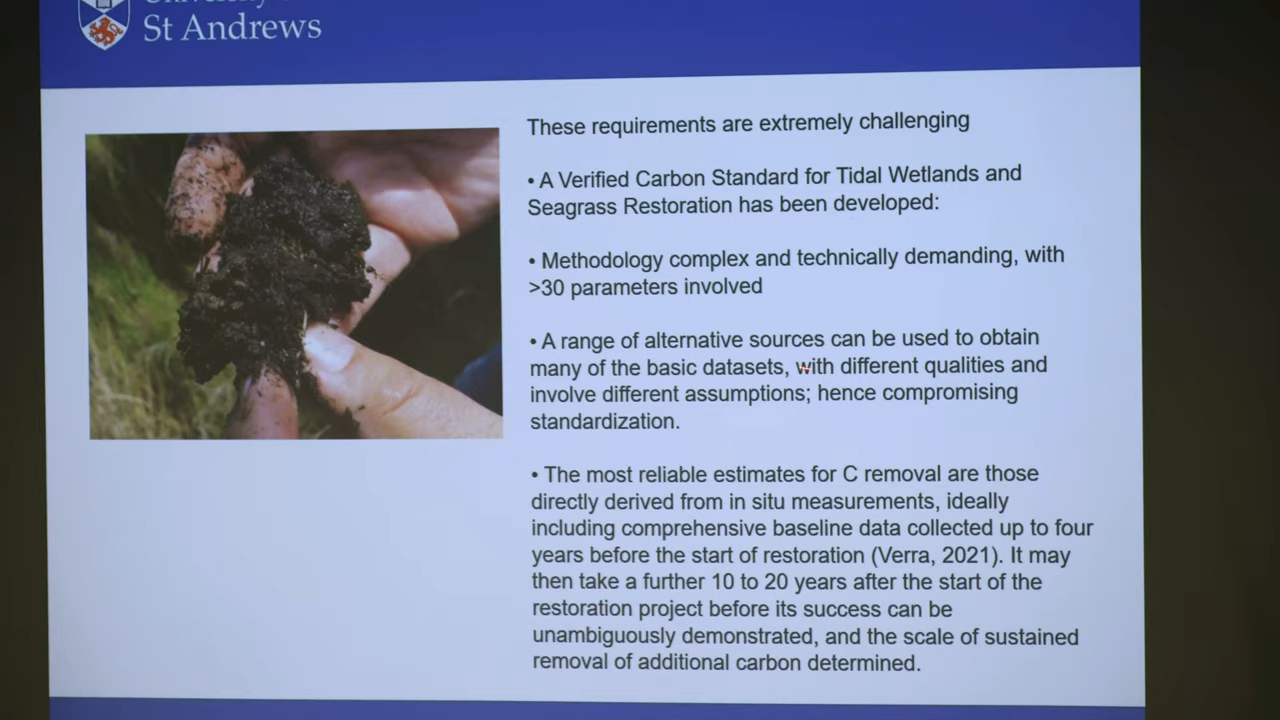 St Andrews
These requirements are extremely challenging
• A Verified Carbon Standard for Tidal Wetlands and
Seagrass Restoration has been developed:
• Methodology complex and technically demanding, with
>30 parameters involved
• A range of alternative sources can be used to obtain
many of the basic datasets, with different qualities and
involve different assumptions; hence compromising
standardization.
• The most reliable estimates for C removal are those
directly derived from in situ measurements, ideally
including comprehensive baseline data collected up to four
years before the start of restoration (Verra, 2021). It may
then take a further 10 to 20 years after the start of the
restoration project before its success can be
unambiguously demonstrated, and the scale of sustained
removal of additional carbon determined.